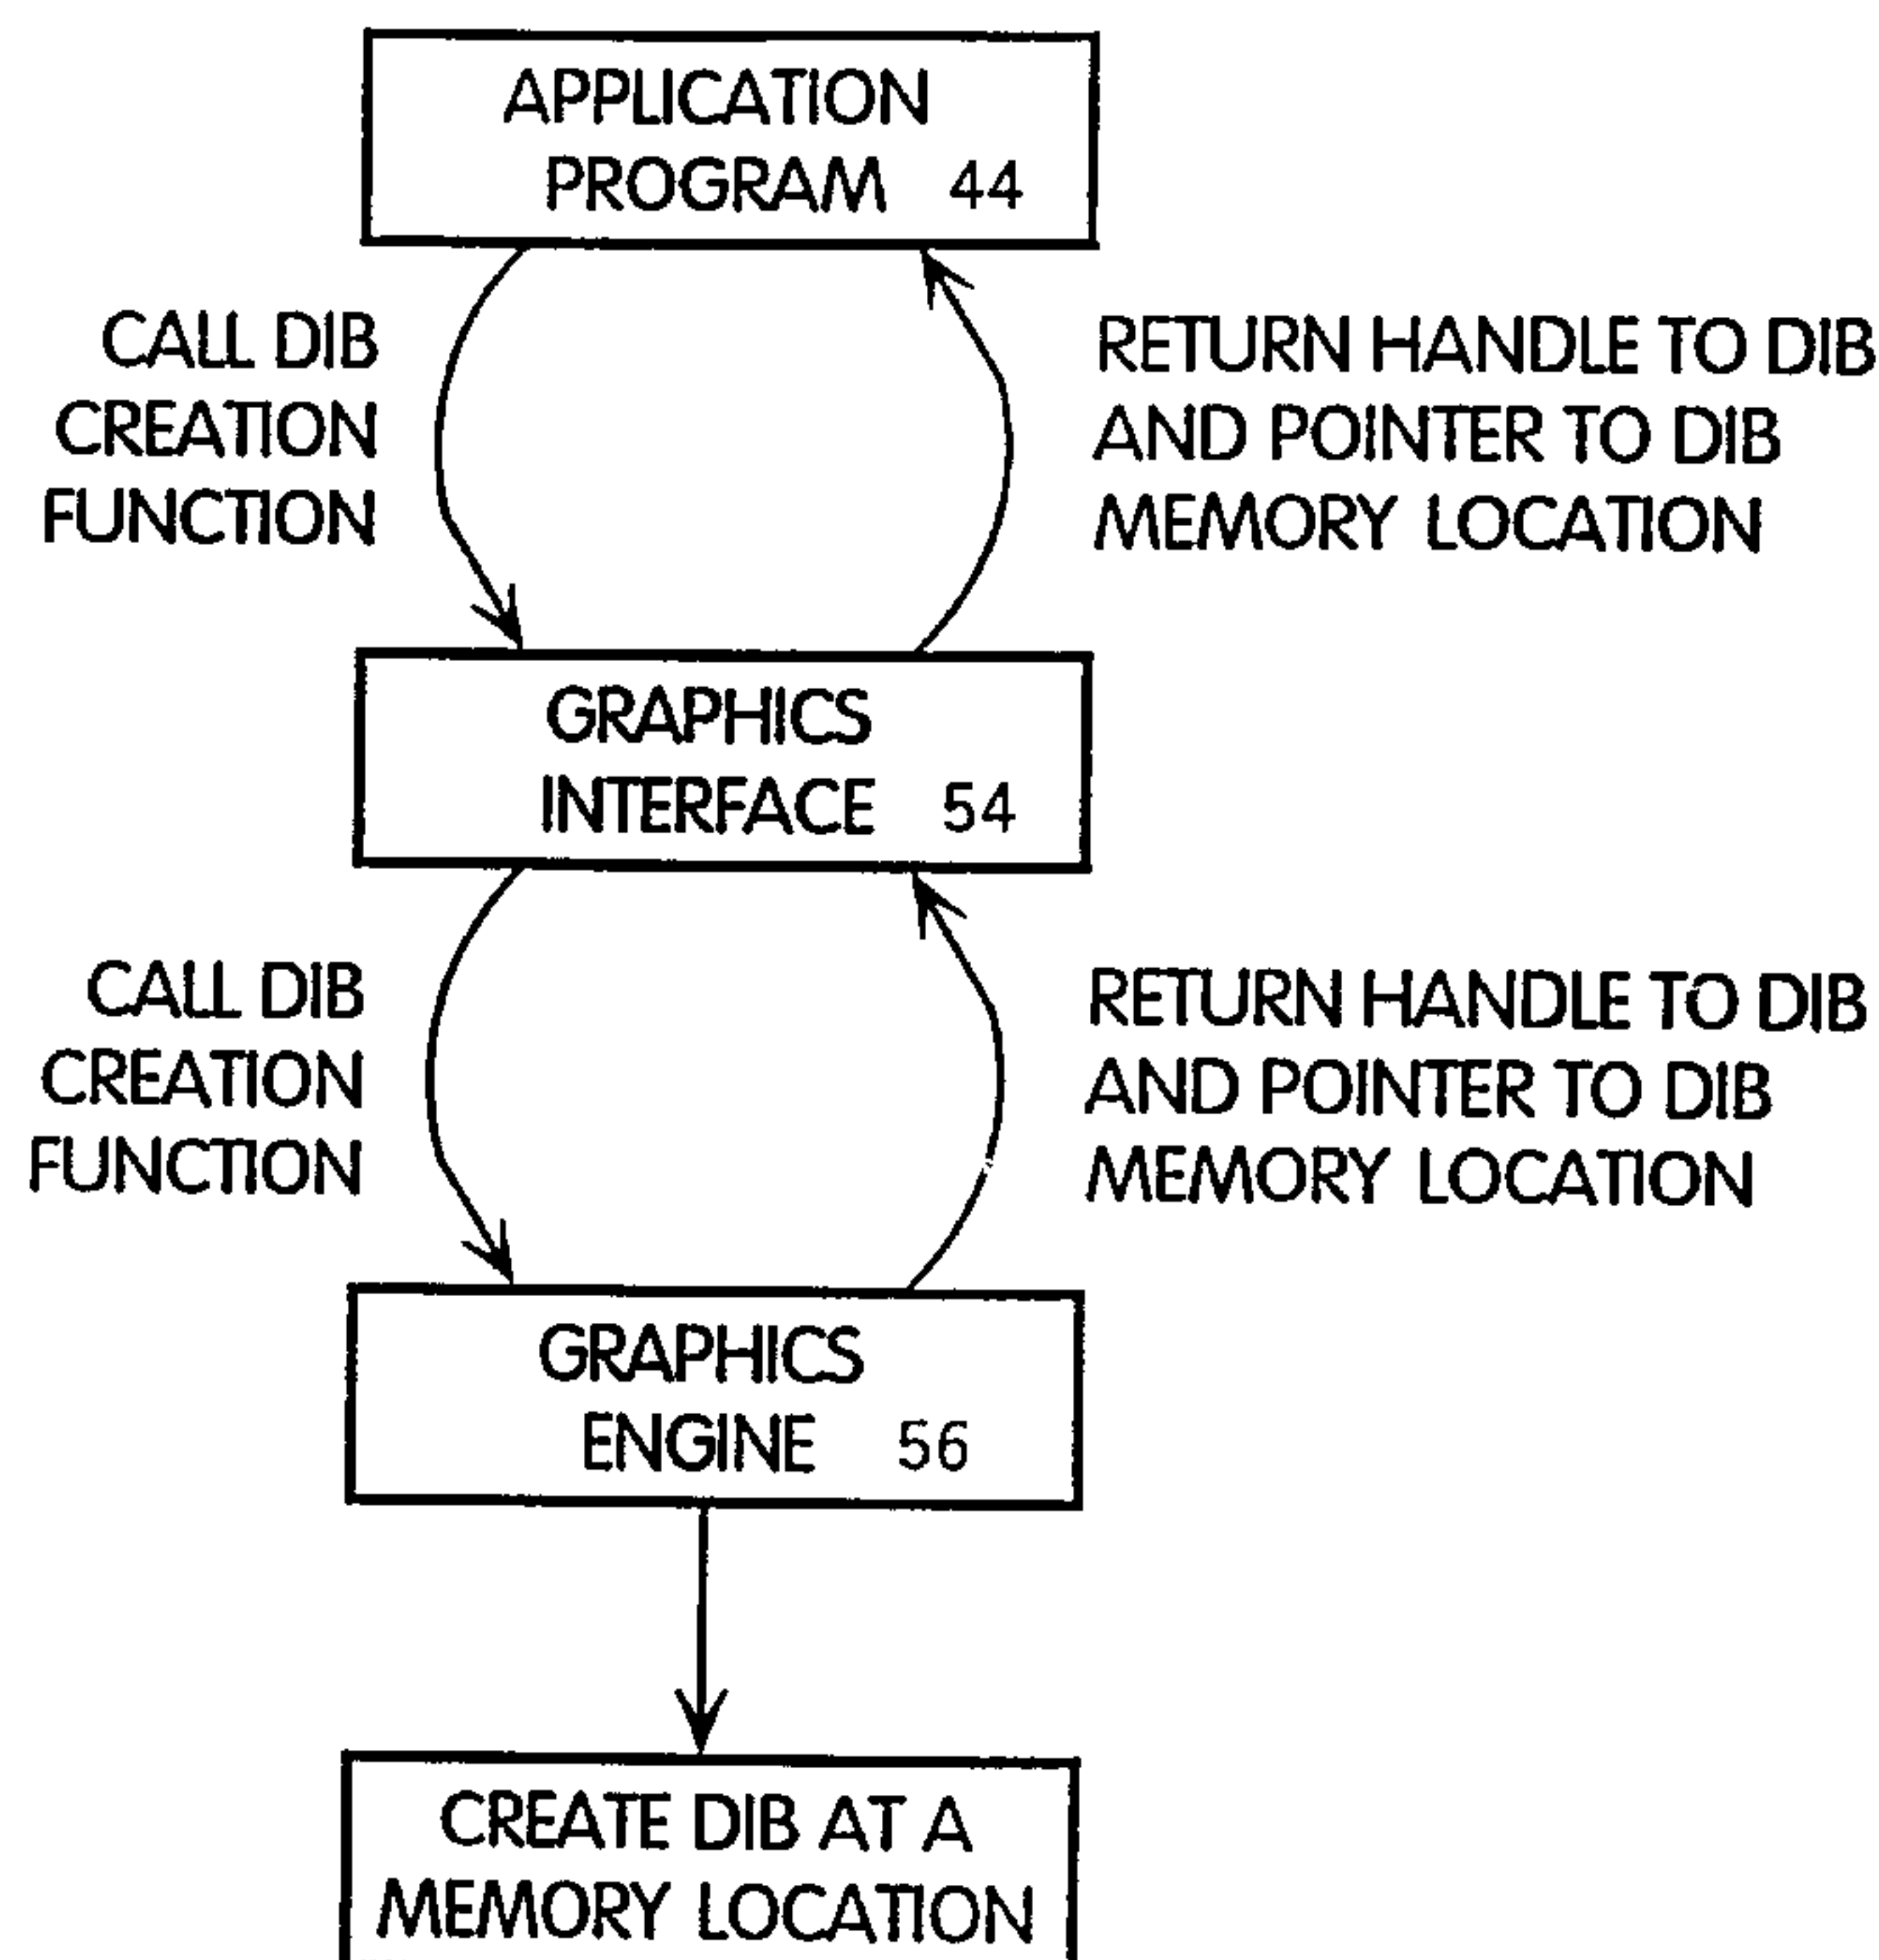 APPLICATION
PROGRAM 44
CALL DIB
CREATION
FUNCTION
RETURN HANDLE TO DIB
AND POINTER TO DIB
MEMORY LOCATION
GRAPHICS
INTERFACE 54
CALL DIB
CREATION
FUNCTION
RETURN HANDLE TO DIB
AND POINTER TO DIB
MEMORY LOCATION
GRAPHICS
ENGINE 56
CREATE DIB AT A
MEMORY LOCATION